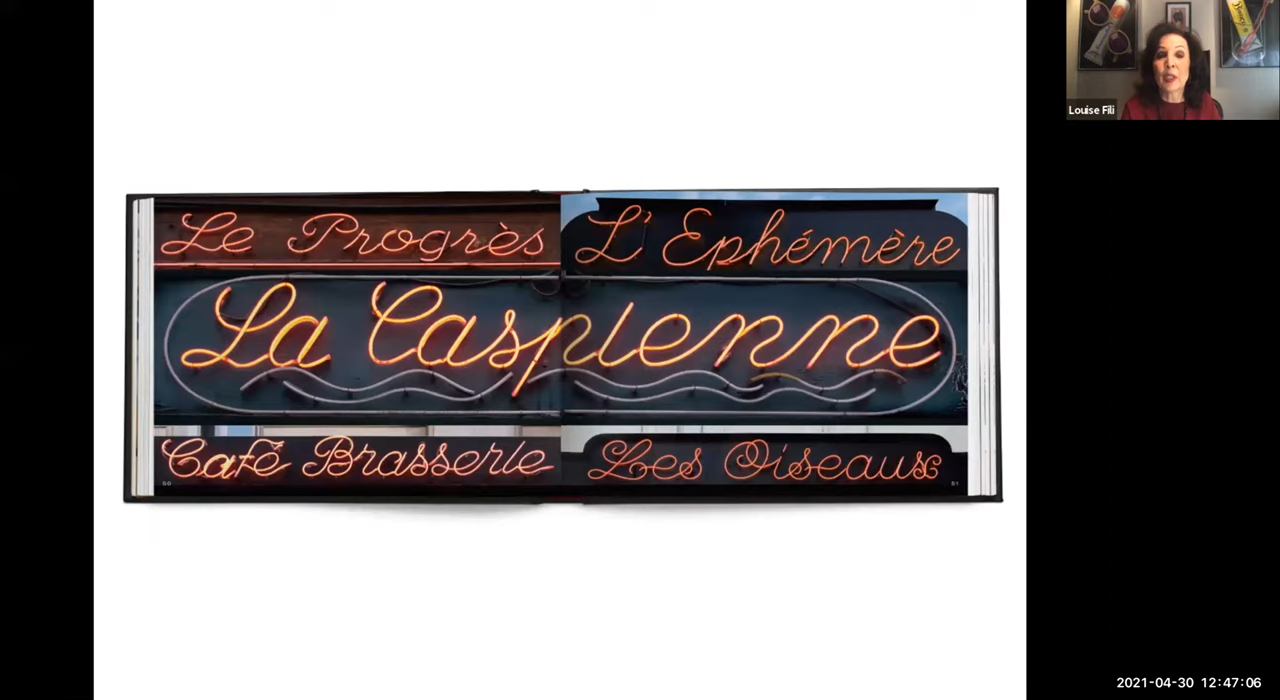 Louise Fili
Le Progrès
L' Ephémère
La Caspienne
Café Brasserie
Les Oiseaux
2021-04-30 12:47:06